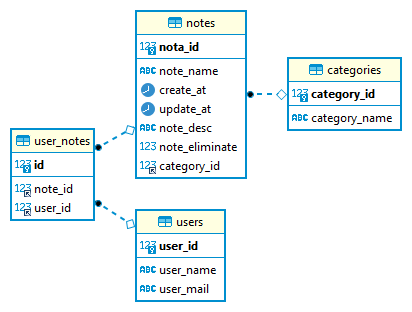 notes
123 nota_id
ABC note_name
create_at
update_at
ABC note_desc
123 note_eliminate
123 category_id
categories
123 category_id
ABC category_name
user_notes
123 id
123 note_id
123 user_id
users
123 user_id
ABC user_name
ABC user_mail